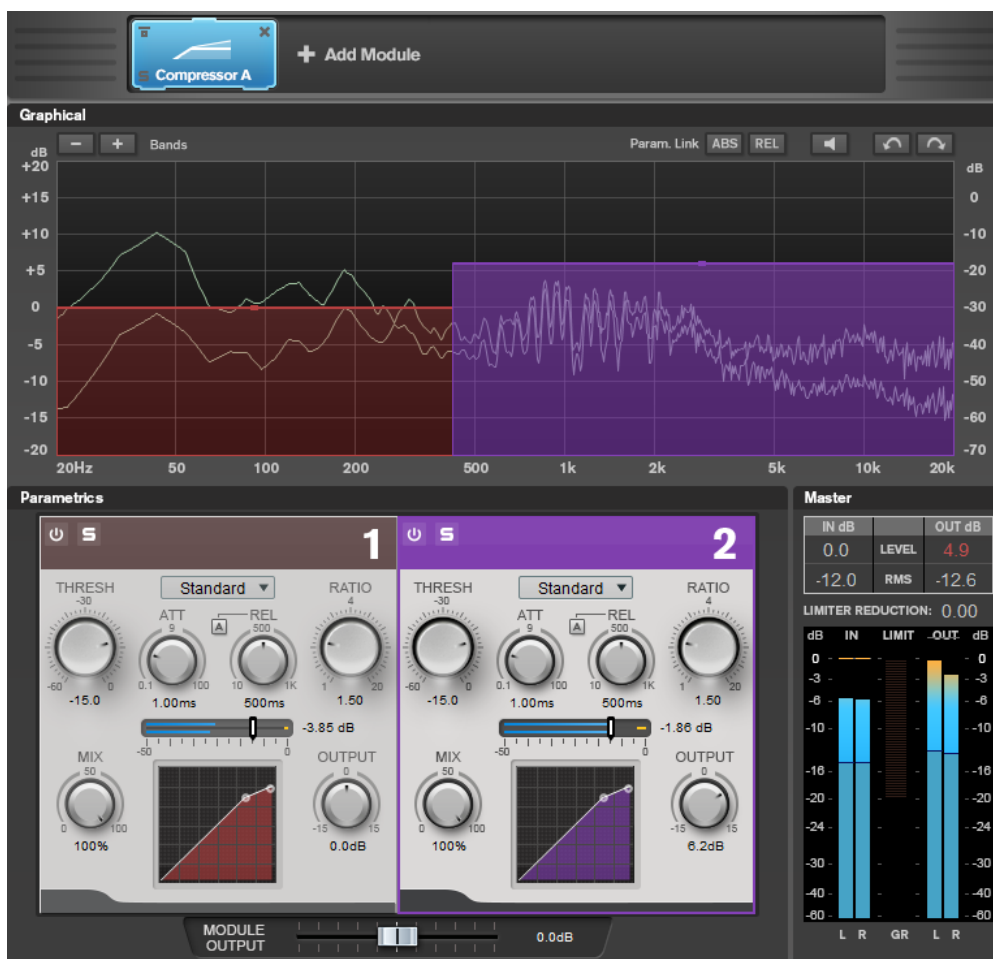 Compressor A
S
+ Add Module
Graphical
− + Bands Param. Link ABS REL
dB dB
+20
+15 0
+10 -10
+5 -20
0 -30
-5 -40
-10 -50
-15 -60
-20 -70
20Hz 50 100 200 500 1k 2k 5k 10k 20k
Parametrics
S 1
THRESH Standard RATIO
-30 4
ATT REL
9 A 500
-60 0 0.1 100 10 1K 1 20
-15.0 1.00ms 500ms 1.50
-3.85 dB
-50 0
MIX OUTPUT
50 0
0 100 -15 15
100% 0.0dB
S 2
THRESH Standard RATIO
-30 4
ATT REL
9 A 500
-60 0 0.1 100 10 1K 1 20
-15.0 1.00ms 500ms 1.50
-1.86 dB
-50 0
MIX OUTPUT
50 0
0 100 -15 15
100% 6.2dB
MODULE
OUTPUT
0.0dB
Master
IN dB OUT dB
0.0 LEVEL 4.9
-12.0 RMS -12.6
LIMITER REDUCTION: 0.00
dB IN LIMIT OUT dB
0 0
-3 -3
-6 -6
-10 -10
-16 -16
-20 -20
-24 -24
-30 -30
-40 -40
-60 -60
L R GR L R